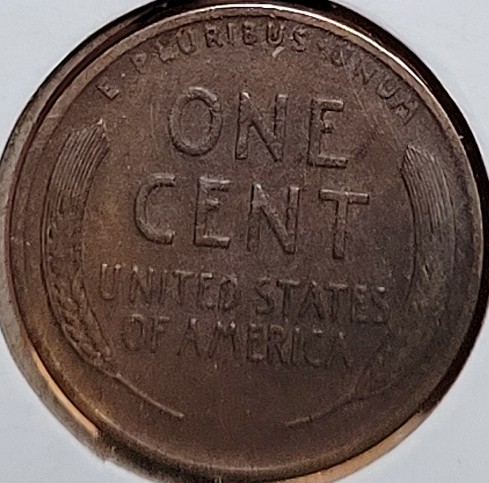 E · PLURIBUS · UNUM
ONE
CENT
UNITED STATES
OF AMERICA